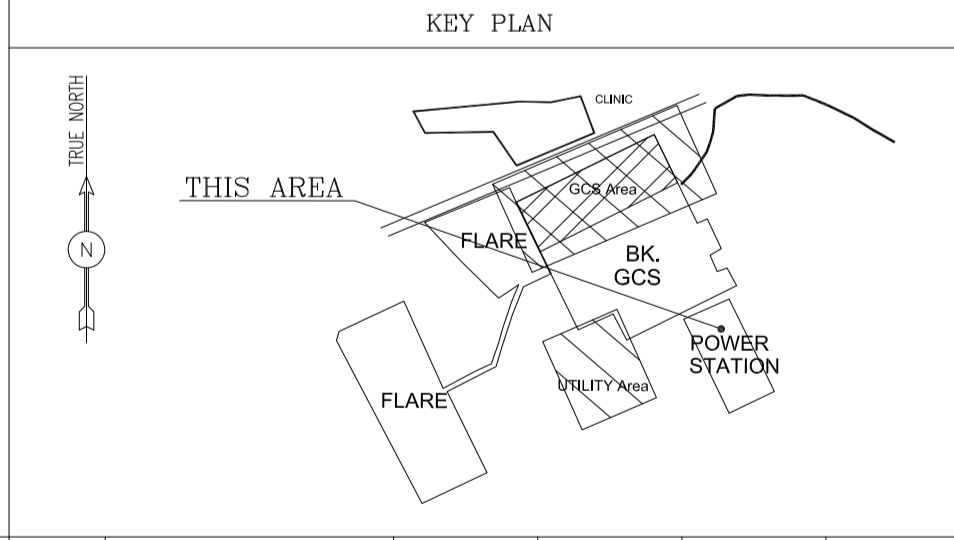 KEY PLAN
TRUE NORTH
N
CLINIC
THIS AREA
GCS Area
FLARE
BK.
GCS
POWER
STATION
UTILITY Area
FLARE